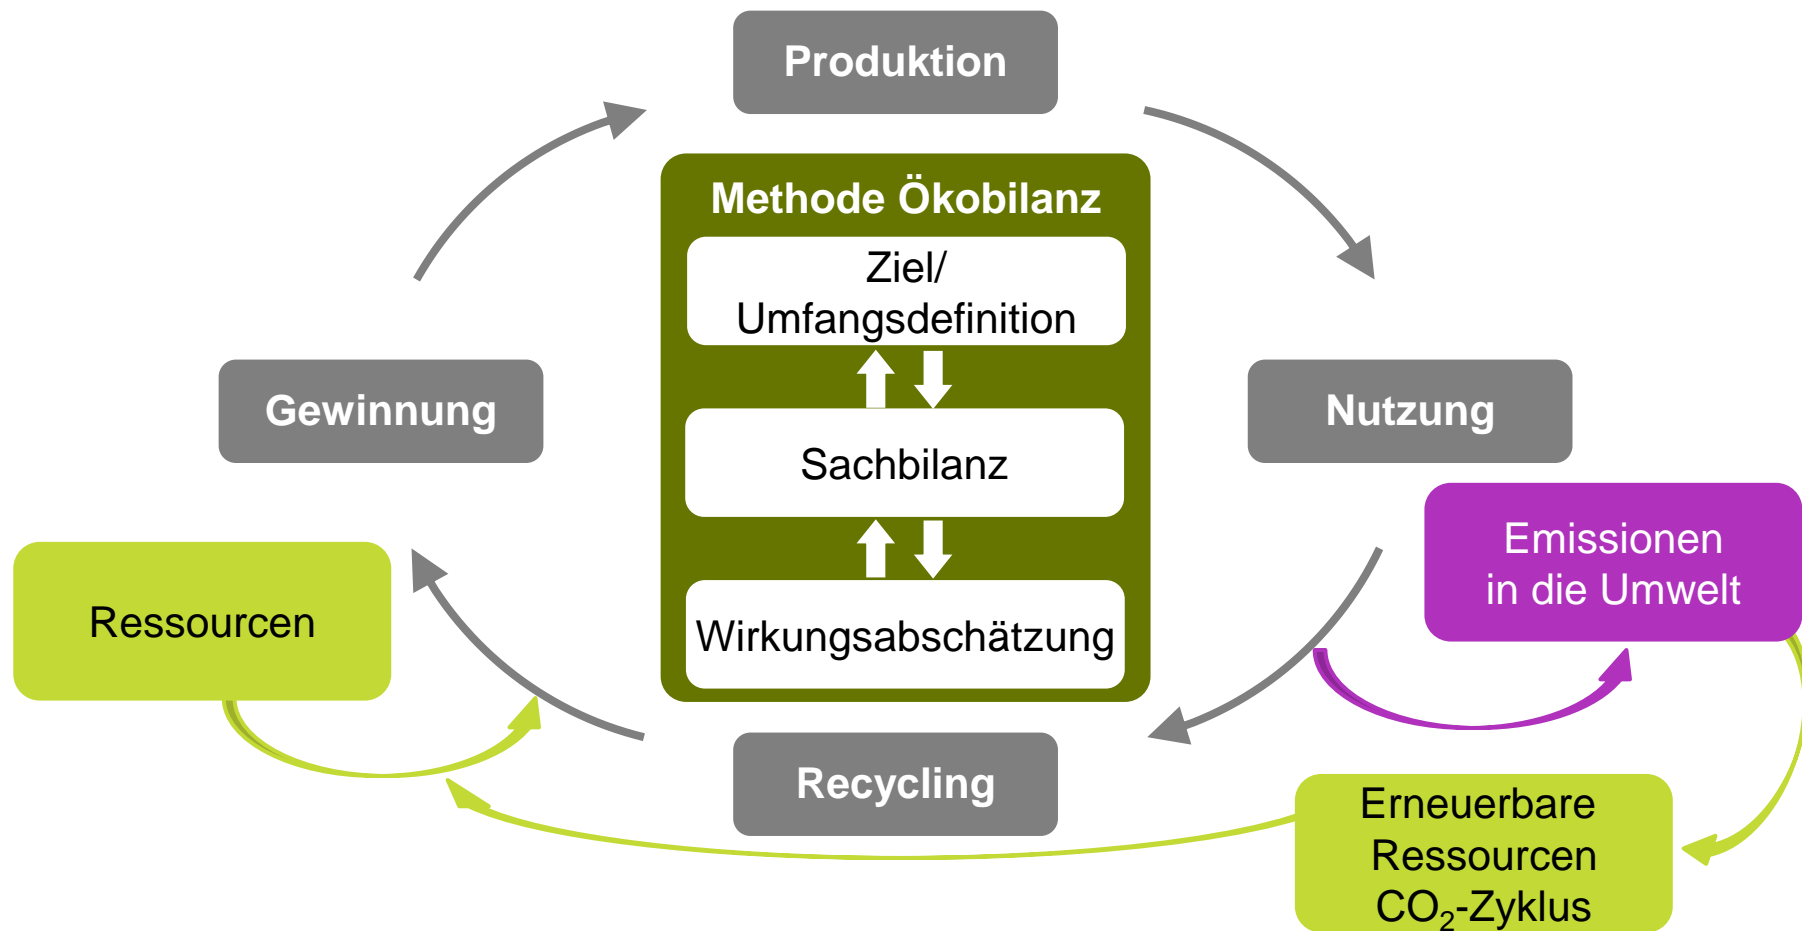 Produktion
Methode Ökobilanz
Ziel/
Umfangsdefinition
Gewinnung
Nutzung
Sachbilanz
Emissionen
in die Umwelt
Ressourcen
Wirkungsabschätzung
Recycling
Erneuerbare
Ressourcen
CO₂-Zyklus